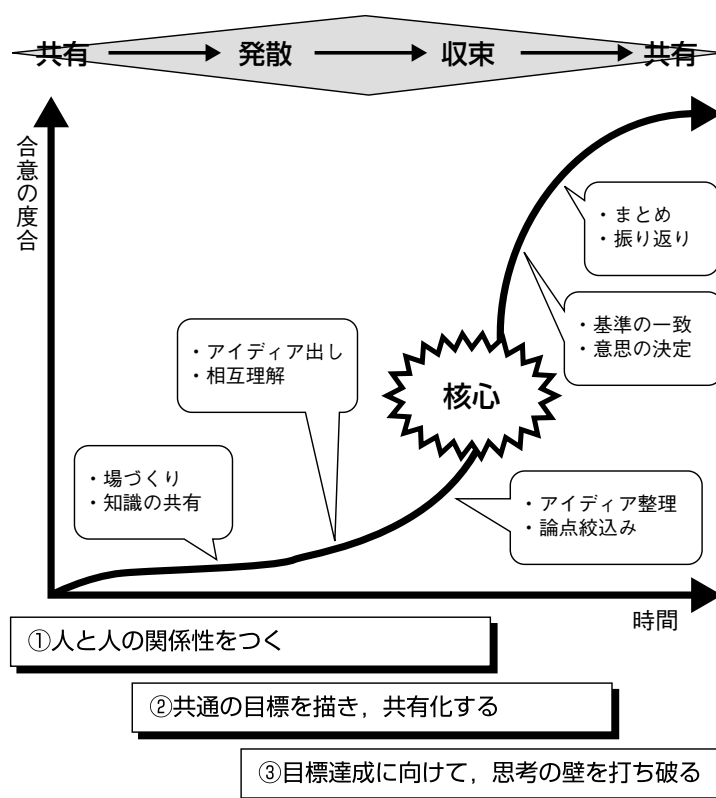 共有 発散 収束 共有
合意の度合
・まとめ
・振り返り
・基準の一致
・意思の決定
・アイディア出し
・相互理解
核心
・場づくり
・知識の共有
・アイディア整理
・論点絞込み
時間
①人と人の関係性をつく
②共通の目標を描き，共有化する
③目標達成に向けて，思考の壁を打ち破る